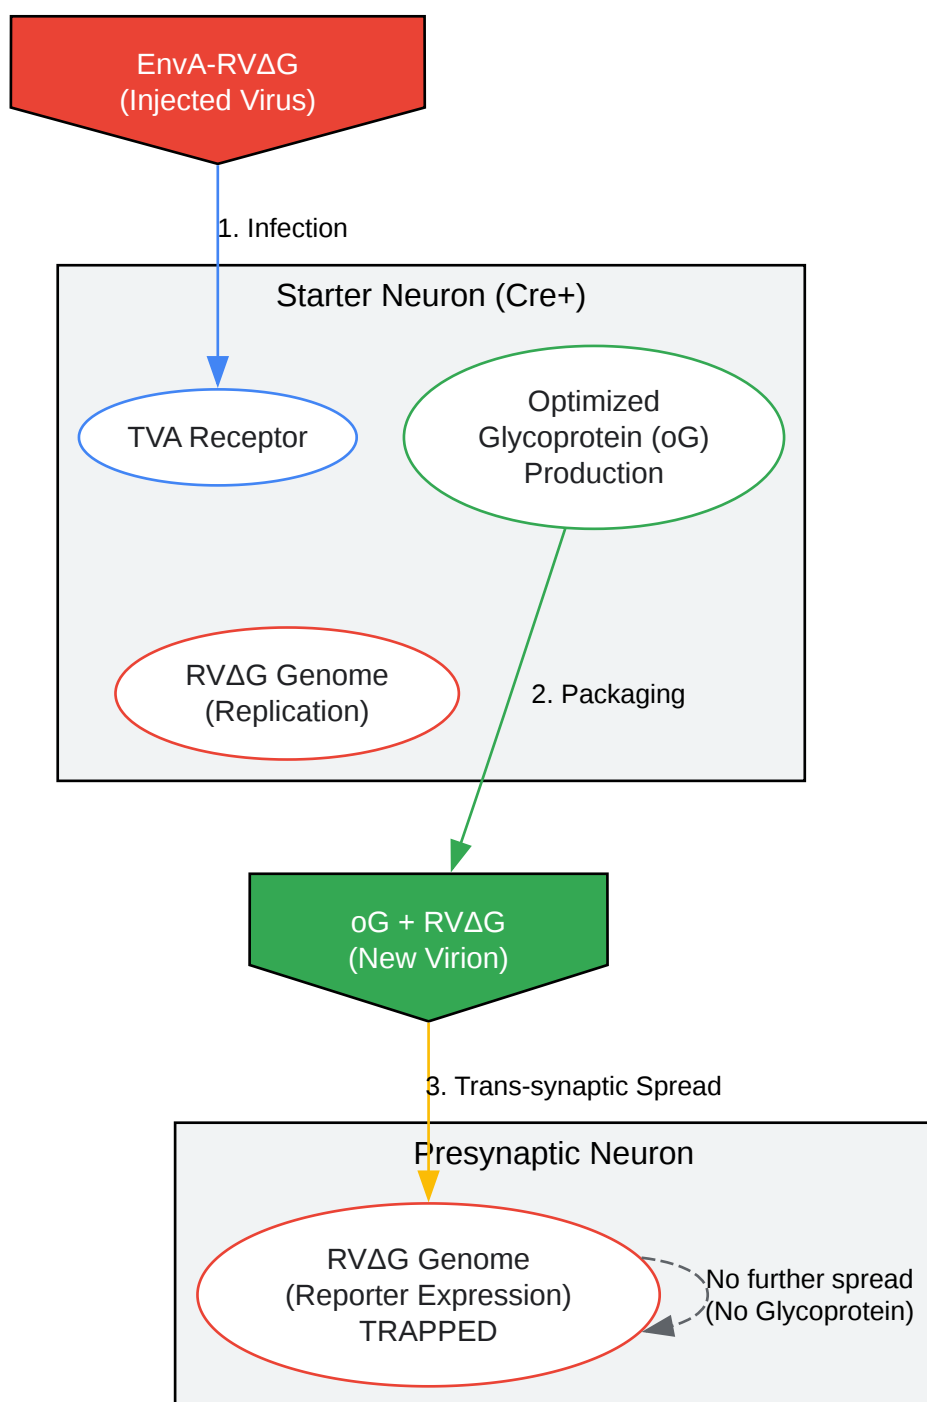 EnvA-RVΔG
(Injected Virus)
1. Infection
Starter Neuron (Cre+)
TVA Receptor
Optimized
Glycoprotein (oG)
Production
RVΔG Genome
(Replication)
2. Packaging
oG + RVΔG
(New Virion)
3. Trans-synaptic Spread
Presynaptic Neuron
RVΔG Genome
(Reporter Expression)
TRAPPED
No further spread
(No Glycoprotein)